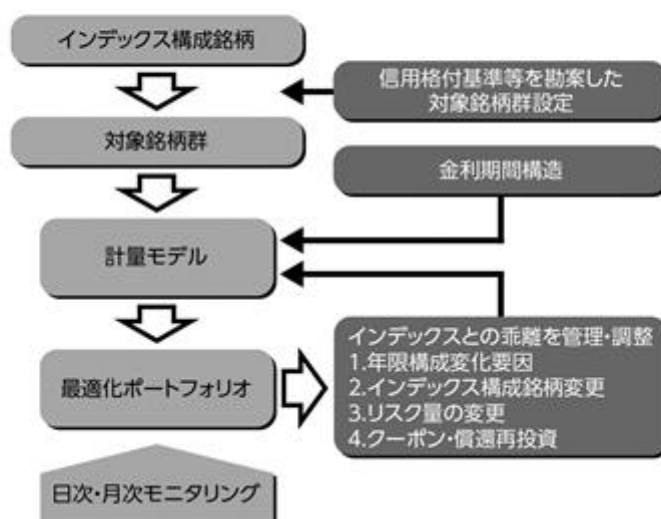 インデックス構成銘柄
信用格付基準等を勘案した
対象銘柄群設定
対象銘柄群
金利期間構造
計量モデル
インデックスとの乖離を管理・調整
1.年限構成変化要因
2.インデックス構成銘柄変更
3.リスク量の変更
4.クーポン・償還再投資
最適化ポートフォリオ
日次・月次モニタリング